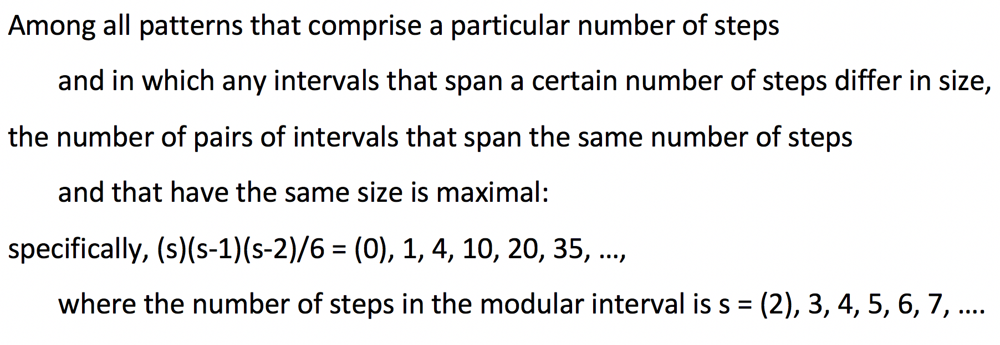 Among all patterns that comprise a particular number of steps
and in which any intervals that span a certain number of steps differ in size,
the number of pairs of intervals that span the same number of steps
and that have the same size is maximal:
specifically, (s)(s-1)(s-2)/6 = (0), 1, 4, 10, 20, 35, ...,
where the number of steps in the modular interval is s = (2), 3, 4, 5, 6, 7, ....